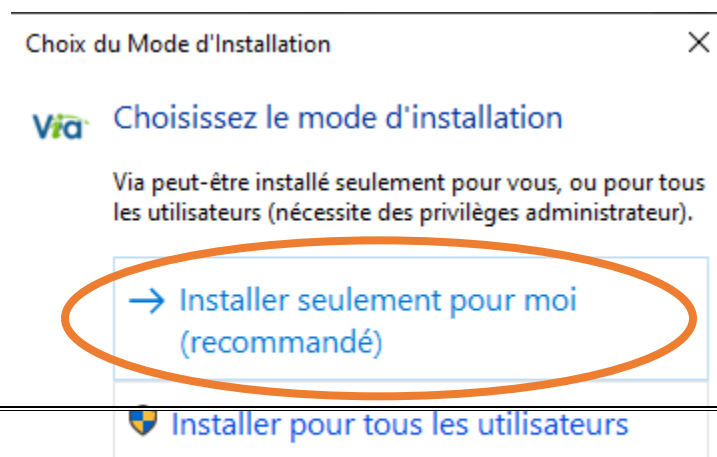 Choix du Mode d'Installation
Via Choisissez le mode d'installation
Via peut-être installé seulement pour vous, ou pour tous
les utilisateurs (nécessite des privilèges administrateur).
Installer seulement pour moi
(recommandé)
Installer pour tous les utilisateurs